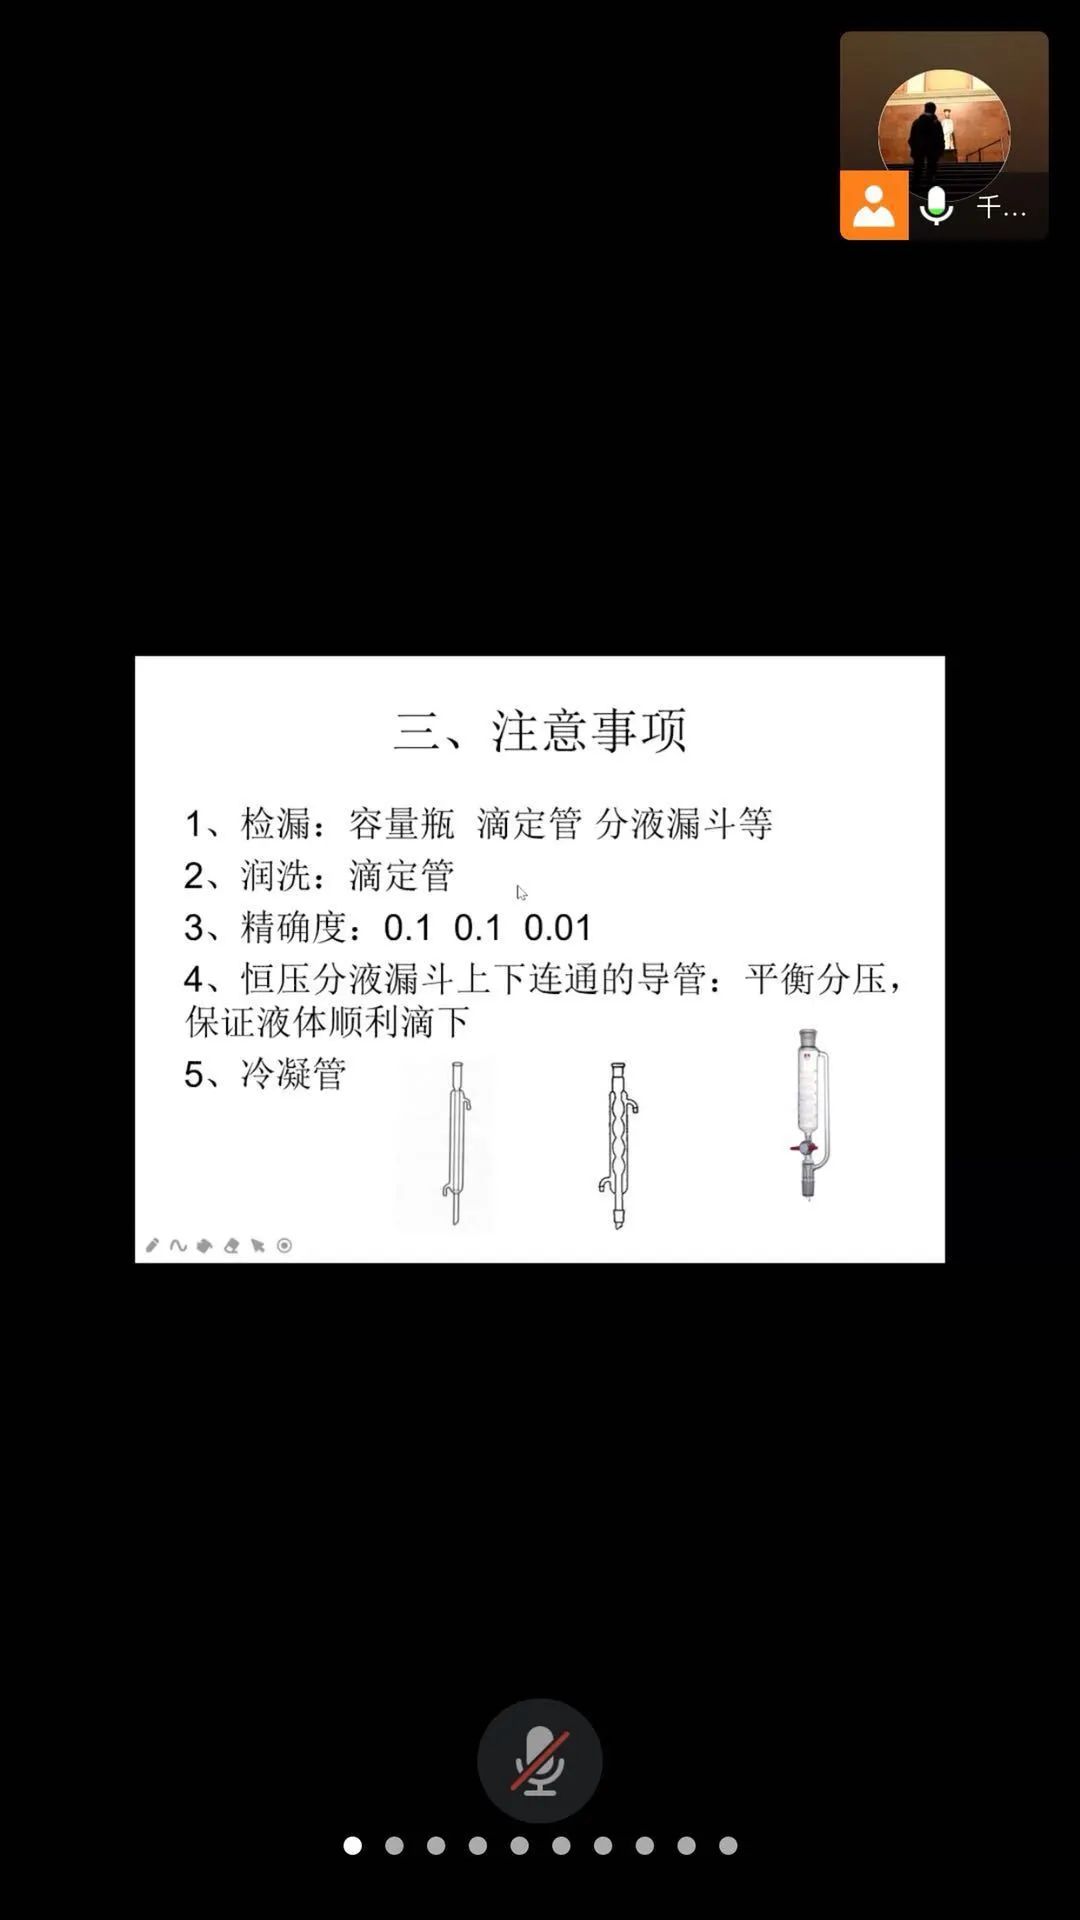 千...
三、注意事项
1、检漏：容量瓶 滴定管 分液漏斗等
2、润洗：滴定管
3、精确度：0.1 0.1 0.01
4、恒压分液漏斗上下连通的导管：平衡分压，
保证液体顺利滴下
5、冷凝管